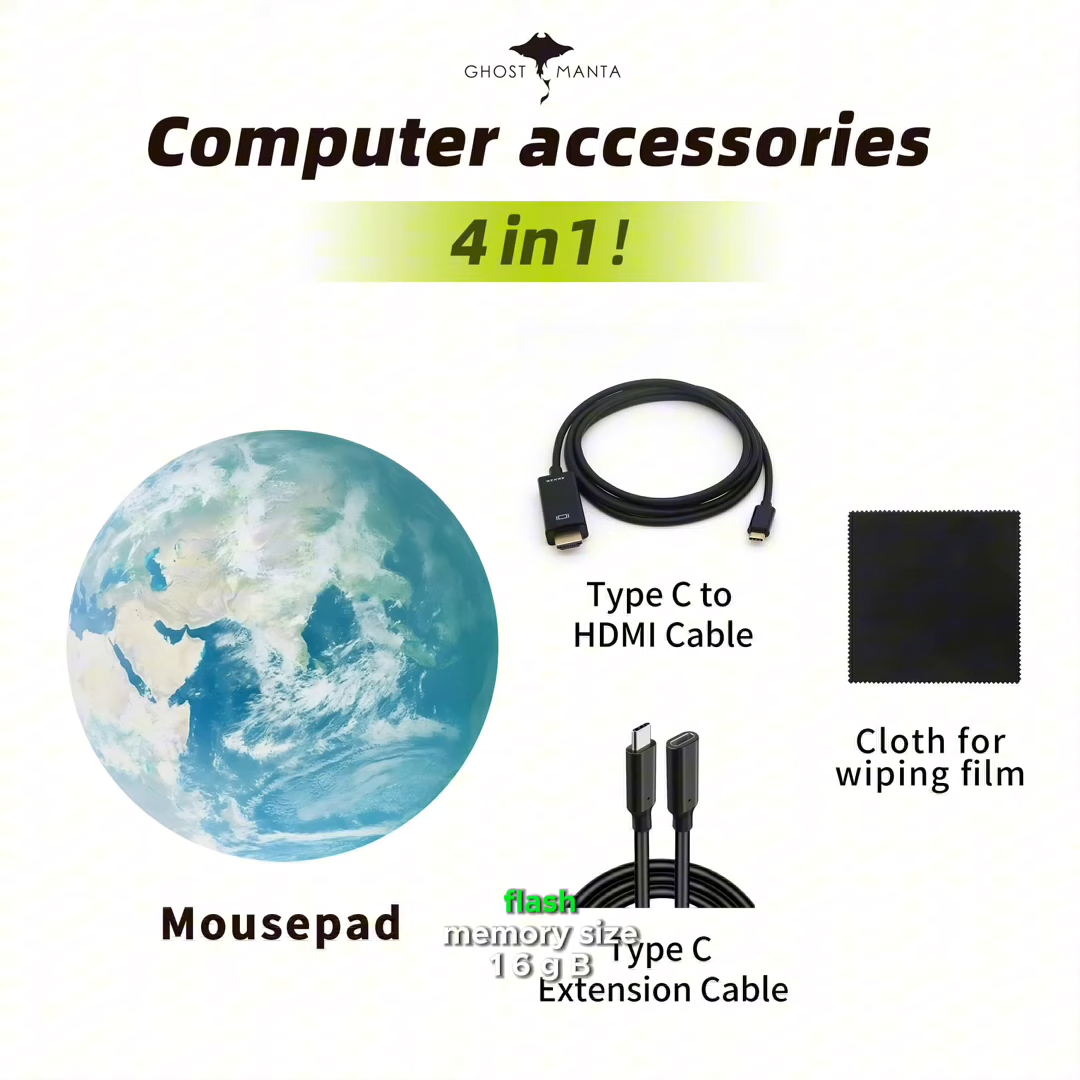 GHOST MANTA
Computer accessories
4 in 1 !
Type C to
HDMI Cable
Cloth for
wiping film
Mousepad
flash
memory size
1 6 g B
Type C
Extension Cable